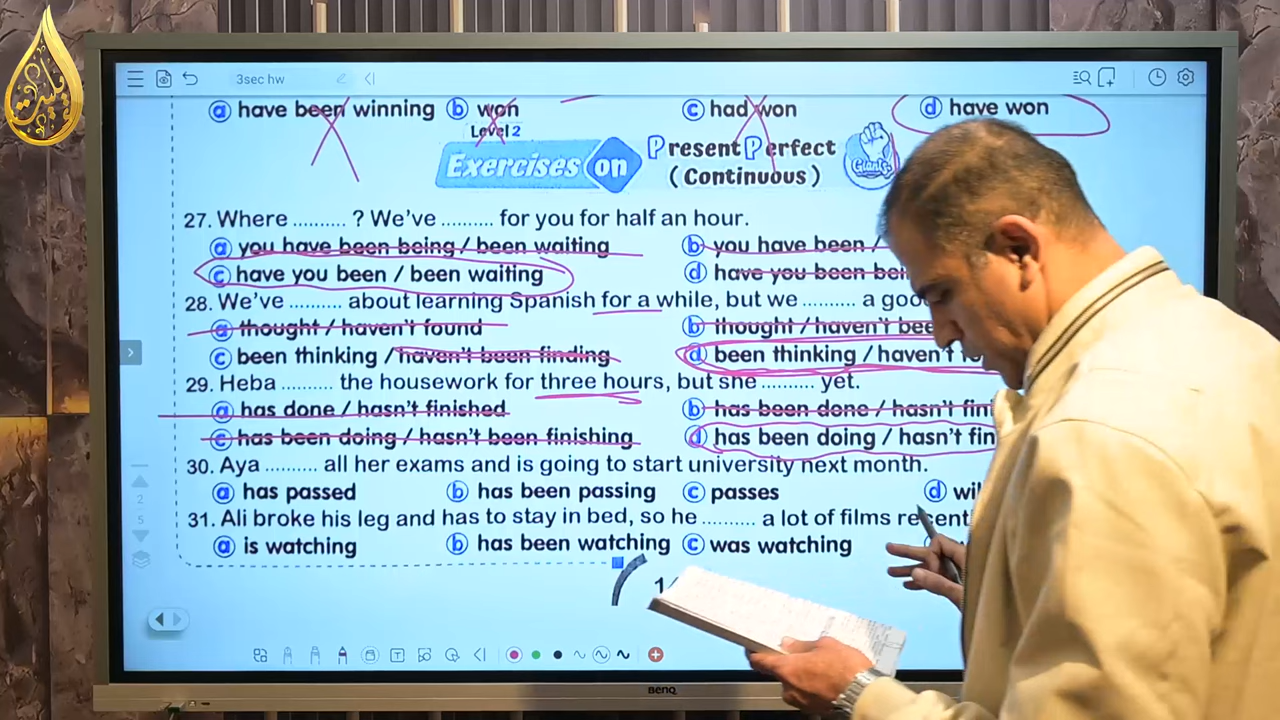 3sec hw
a have been winning b won c had won d have won
Level 2
Exercises on Present Perfect
(Continuous)
Giants
27. Where .......... ? We've ......... for you for half an hour.
a you have been being / been waiting b you have been /
c have you been / been waiting d have you been
28. We've .......... about learning Spanish for a while, but we .......... a
a thought / haven't found b thought / haven't
c been thinking / haven't been finding d been thinking / haven't
29. Heba .......... the housework for three hours, but she .......... yet.
a has done / hasn't finished b has been done / hasn't
c has been doing / hasn't been finishing d has been doing / hasn't
30. Aya .......... all her exams and is going to start university next month.
a has passed b has been passing c passes d
31. Ali broke his leg and has to stay in bed, so he .......... a lot of films
a is watching b has been watching c was watching
2
5
BenQ